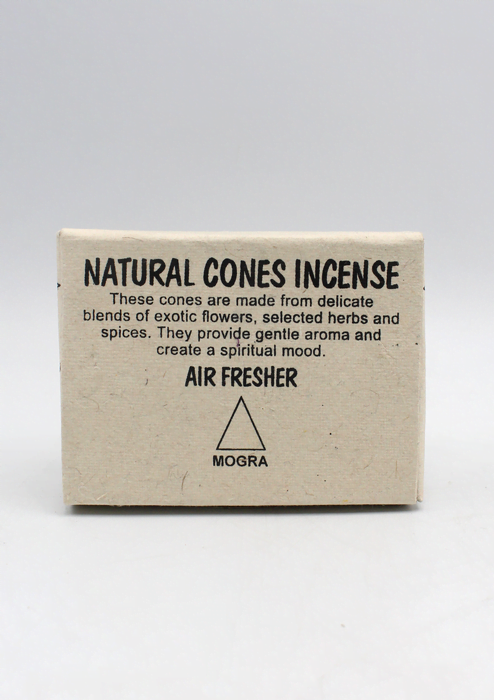 NATURAL CONES INCENSE
These cones are made from delicate
blends of exotic flowers, selected herbs and
spices. They provide gentle aroma and
create a spiritual mood.
AIR FRESHER
MOGRA